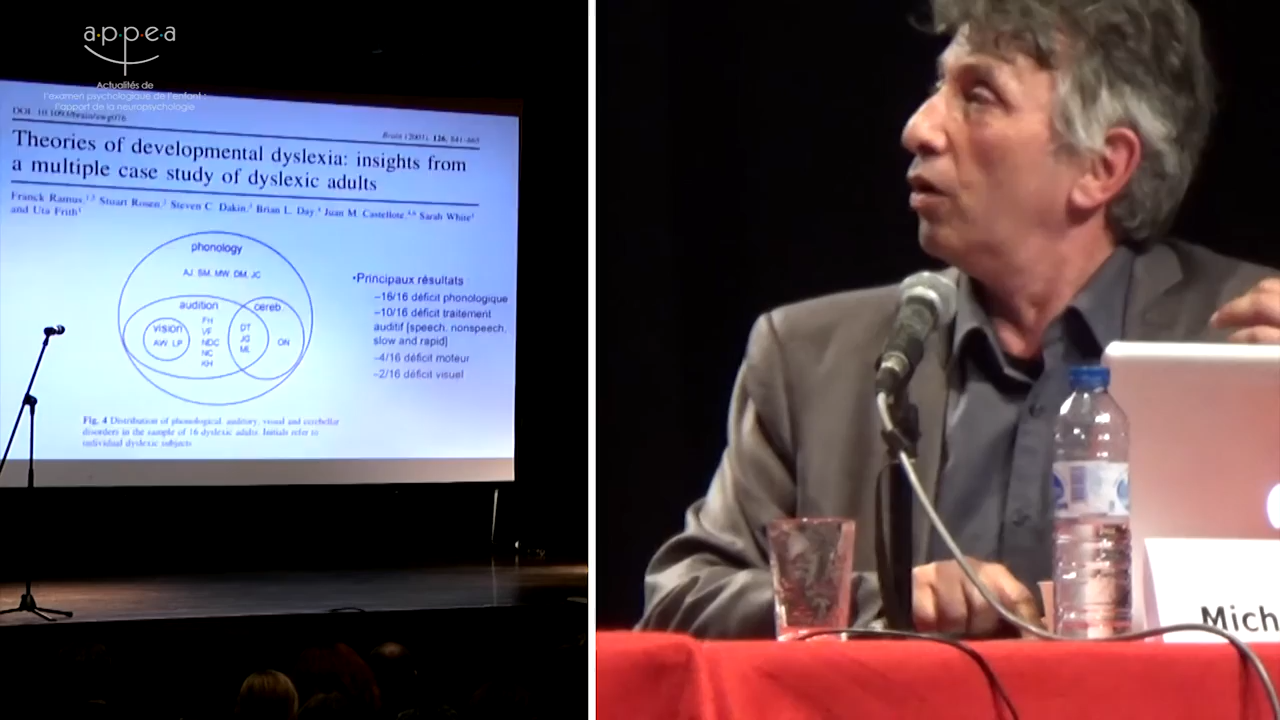 a·p·p·e·a
Actualités de
l'examen psychologique de l'enfant :
l'apport de la neuropsychologie
DOI: 10.1093/brain/awg076
Brain (2003), 126, 841–865
Theories of developmental dyslexia: insights from
a multiple case study of dyslexic adults
Franck Ramus, Stuart Rosen, Steven C. Dakin, Brian L. Day, Juan M. Castellote, Sarah White
and Uta Frith
phonology
AJ SM MW DM JC
audition
cereb.
vision
AW LP
FH
VF
NDC
NC
KH
DT
JG
ML
ON
•Principaux résultats
–16/16 déficit phonologique
–10/16 déficit traitement
auditif [speech, nonspeech,
slow and rapid]
–4/16 déficit moteur
–2/16 déficit visuel
Fig. 4 Distribution of phonological, auditory, visual and cerebellar
disorders in the sample of 16 dyslexic adults. Initials refer to
individual dyslexic subjects.
Mich